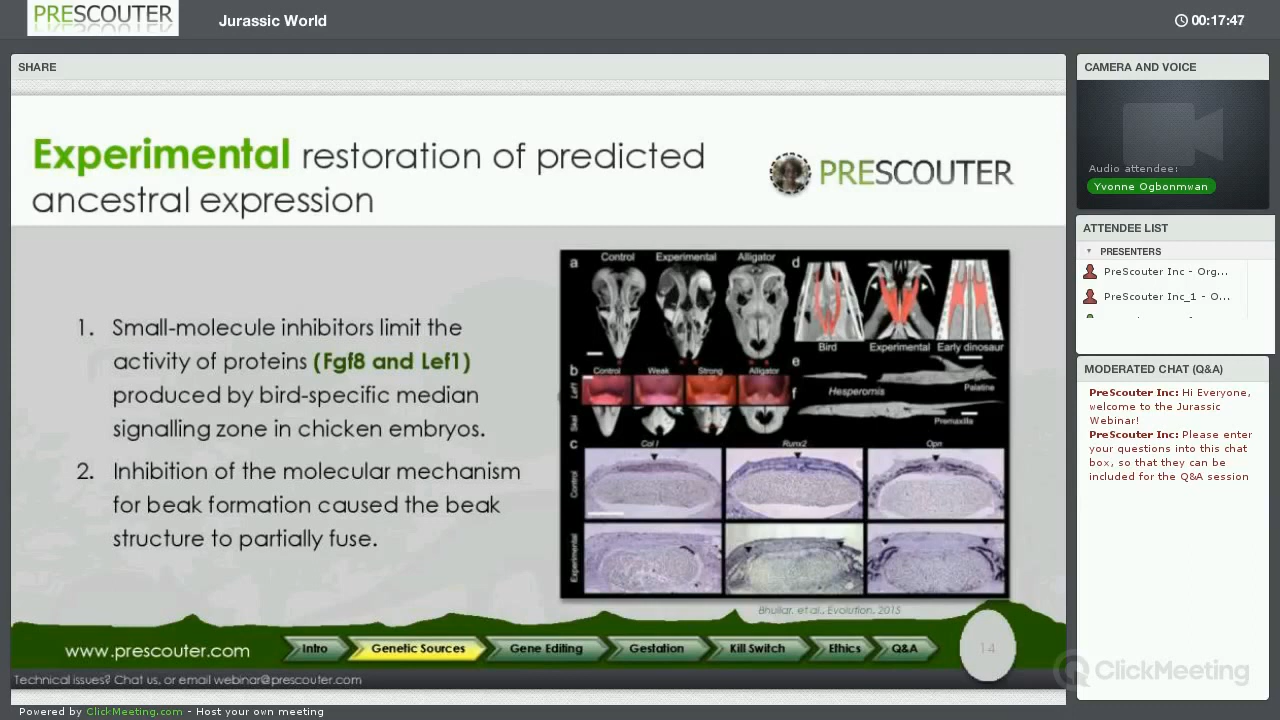 PRESCOUTER
Jurassic World
00:17:47
SHARE
Experimental restoration of predicted
ancestral expression
PRESCOUTER
1. Small-molecule inhibitors limit the
activity of proteins (Fgf8 and Lef1)
produced by bird-specific median
signalling zone in chicken embryos.
2. Inhibition of the molecular mechanism
for beak formation caused the beak
structure to partially fuse.
a Control Experimental Alligator d
Bird Experimental Early dinosaur
b Control Weak Strong Alligator e
Lef1
Palatine
f Hesperornis
Skel
Premaxilla
c Col I Runx2 Opn
Control
Experimental
Bhullar, et al., Evolution, 2015
www.prescouter.com
Intro Genetic Sources Gene Editing Gestation Kill Switch Ethics Q&A
14
Technical issues? Chat us, or email webinar@prescouter.com
ClickMeeting
Powered by ClickMeeting.com - Host your own meeting
CAMERA AND VOICE
Audio attendee:
Yvonne Ogbonmwan
ATTENDEE LIST
PRESENTERS
PreScouter Inc - Org...
PreScouter Inc_1 - O...
MODERATED CHAT (Q&A)
PreScouter Inc: Hi Everyone,
welcome to the Jurassic
Webinar!
PreScouter Inc: Please enter
your questions into this chat
box, so that they can be
included for the Q&A session